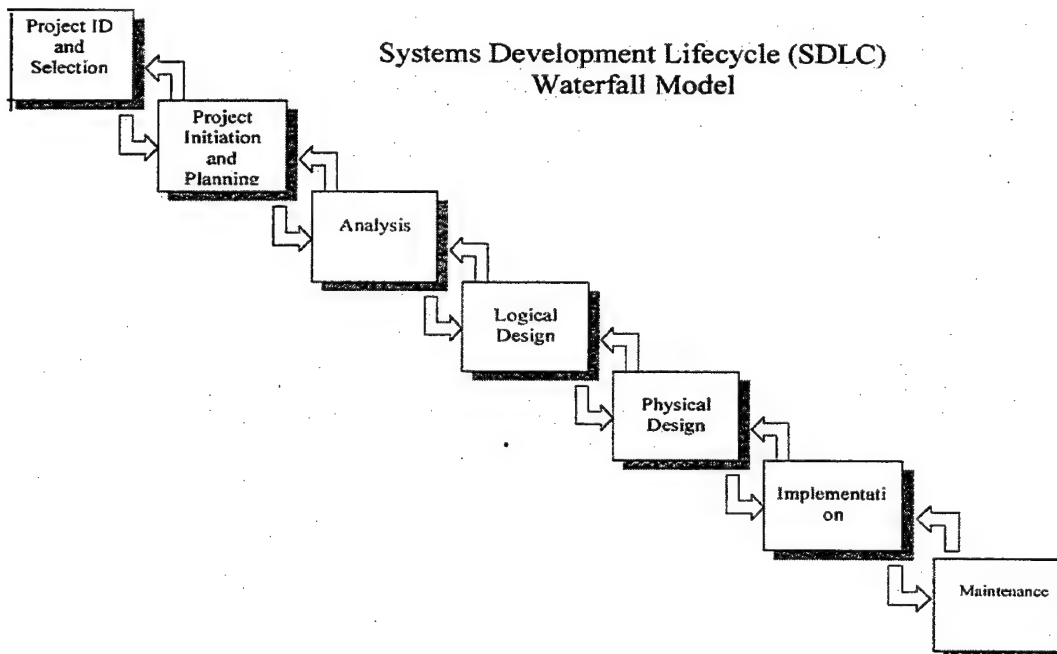 Project ID
and
Selection
Systems Development Lifecycle (SDLC)
Waterfall Model
Project
Initiation
and
Planning
Analysis
Logical
Design
Physical
Design
Implementati
on
Maintenance